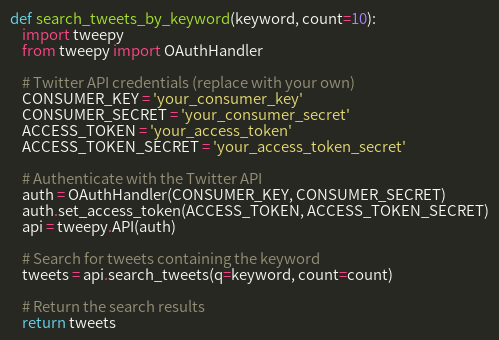 def search_tweets_by_keyword(keyword, count=10):
    import tweepy
    from tweepy import OAuthHandler

    # Twitter API credentials (replace with your own)
    CONSUMER_KEY = 'your_consumer_key'
    CONSUMER_SECRET = 'your_consumer_secret'
    ACCESS_TOKEN = 'your_access_token'
    ACCESS_TOKEN_SECRET = 'your_access_token_secret'

    # Authenticate with the Twitter API
    auth = OAuthHandler(CONSUMER_KEY, CONSUMER_SECRET)
    auth.set_access_token(ACCESS_TOKEN, ACCESS_TOKEN_SECRET)
    api = tweepy.API(auth)

    # Search for tweets containing the keyword
    tweets = api.search_tweets(q=keyword, count=count)

    # Return the search results
    return tweets